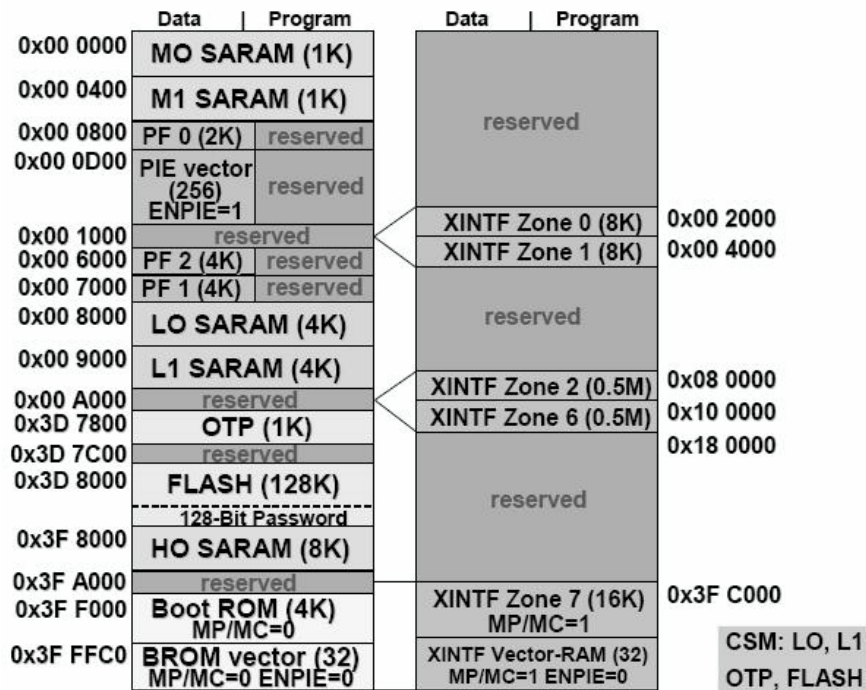 Data | Program
0x00 0000
MO SARAM (1K)
0x00 0400
M1 SARAM (1K)
0x00 0800
PF 0 (2K) reserved
0x00 0D00
PIE vector
(256)
ENPIE=1
reserved
0x00 1000
reserved
0x00 6000
PF 2 (4K) reserved
0x00 7000
PF 1 (4K) reserved
0x00 8000
LO SARAM (4K)
0x00 9000
L1 SARAM (4K)
0x00 A000
reserved
0x3D 7800
OTP (1K)
0x3D 7C00
reserved
0x3D 8000
FLASH (128K)
128-Bit Password
0x3F 8000
HO SARAM (8K)
0x3F A000
reserved
0x3F F000
Boot ROM (4K)
MP/MC=0
0x3F FFC0
BROM vector (32)
MP/MC=0 ENPIE=0
Data | Program
reserved
XINTF Zone 0 (8K)
0x00 2000
XINTF Zone 1 (8K)
0x00 4000
reserved
XINTF Zone 2 (0.5M)
0x08 0000
XINTF Zone 6 (0.5M)
0x10 0000
0x18 0000
reserved
XINTF Zone 7 (16K)
MP/MC=1
0x3F C000
XINTF Vector-RAM (32)
MP/MC=1 ENPIE=0
CSM: LO, L1
OTP, FLASH